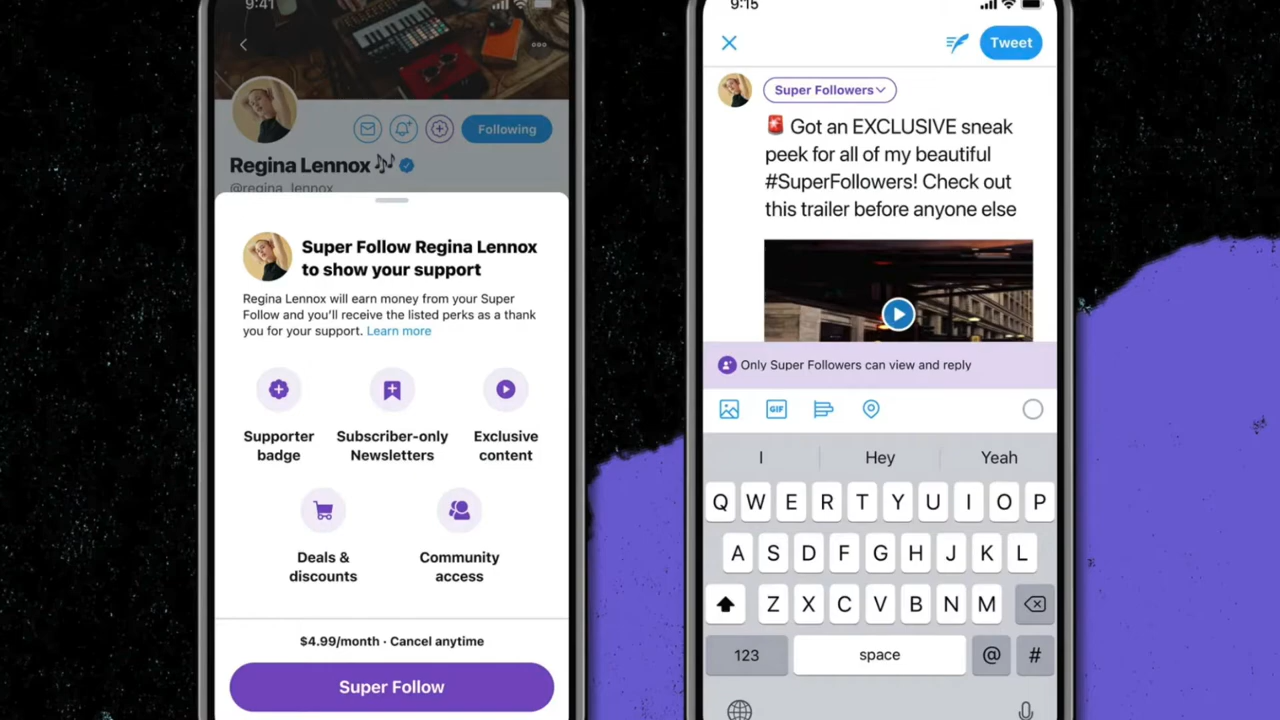 9:41
Following
Regina Lennox
@regina_lennox
Super Follow Regina Lennox
to show your support
Regina Lennox will earn money from your Super
Follow and you'll receive the listed perks as a thank
you for your support. Learn more
Supporter
badge
Subscriber-only
Newsletters
Exclusive
content
Deals &
discounts
Community
access
$4.99/month · Cancel anytime
Super Follow
9:15
Tweet
Super Followers
🚨 Got an EXCLUSIVE sneak
peek for all of my beautiful
#SuperFollowers! Check out
this trailer before anyone else
Only Super Followers can view and reply
GIF
I Hey Yeah
Q W E R T Y U I O P
A S D F G H J K L
Z X C V B N M
123 space @ #